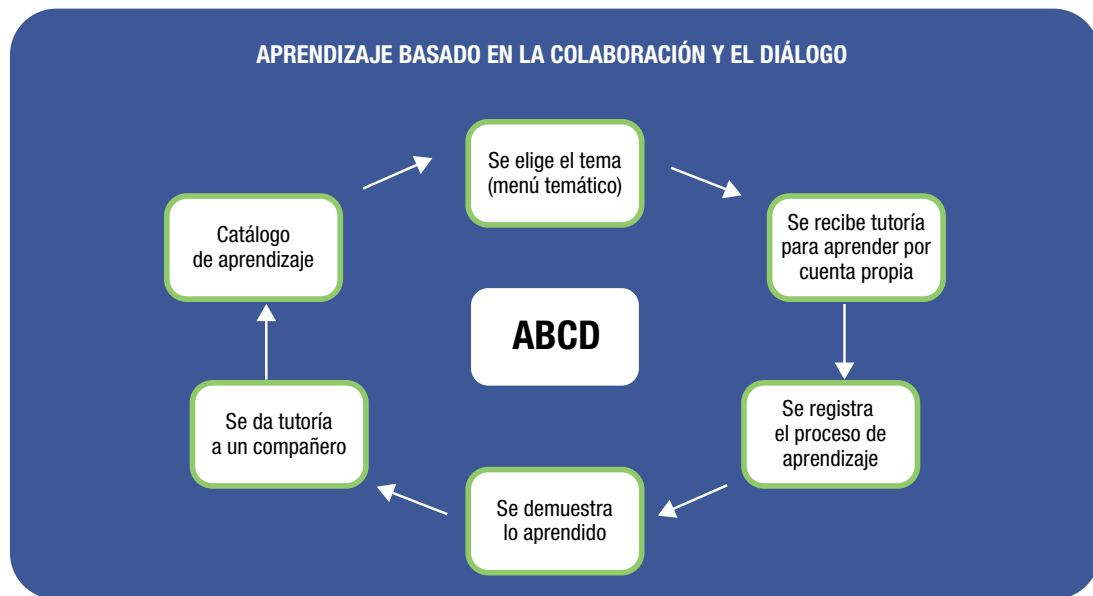 APRENDIZAJE BASADO EN LA COLABORACIÓN Y EL DIÁLOGO
Se elige el tema
(menú temático)
Se recibe tutoría
para aprender por
cuenta propia
Se registra
el proceso de
aprendizaje
Se demuestra
lo aprendido
Se da tutoría
a un compañero
Catálogo
de aprendizaje
ABCD